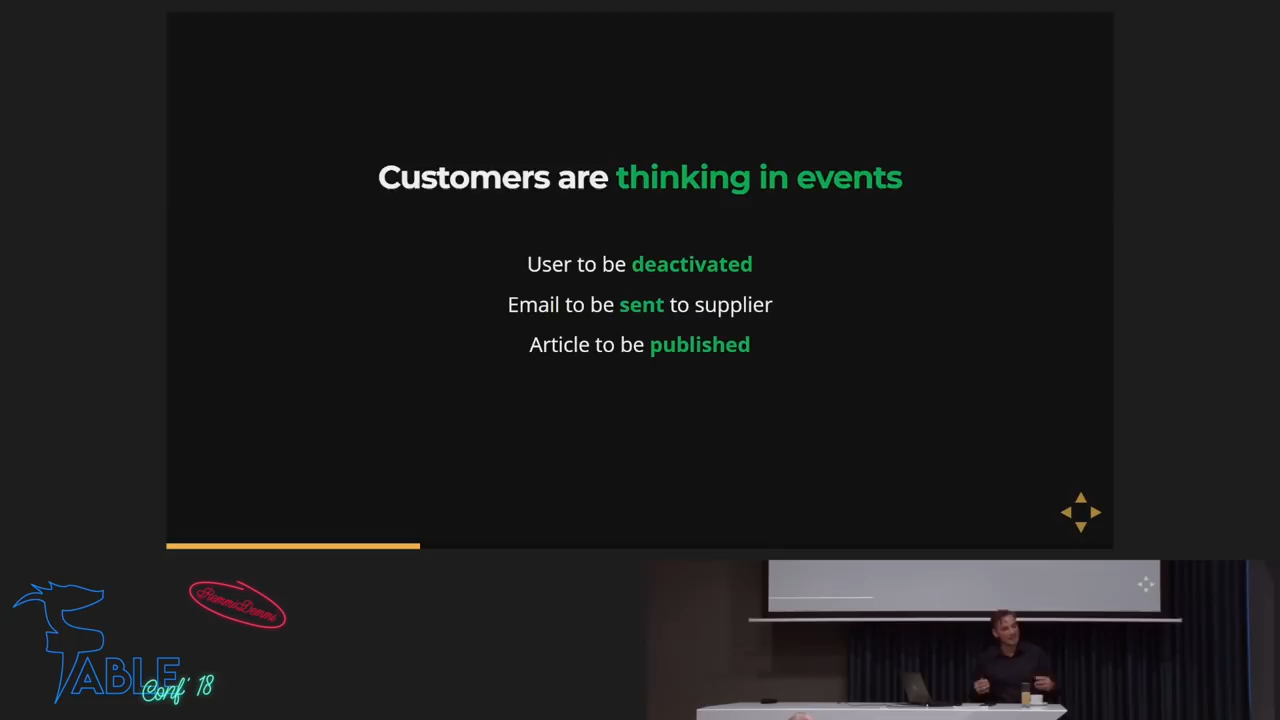 Customers are thinking in events
User to be deactivated
Email to be sent to supplier
Article to be published
RemmiDemmi
TABLE
Conf' 18